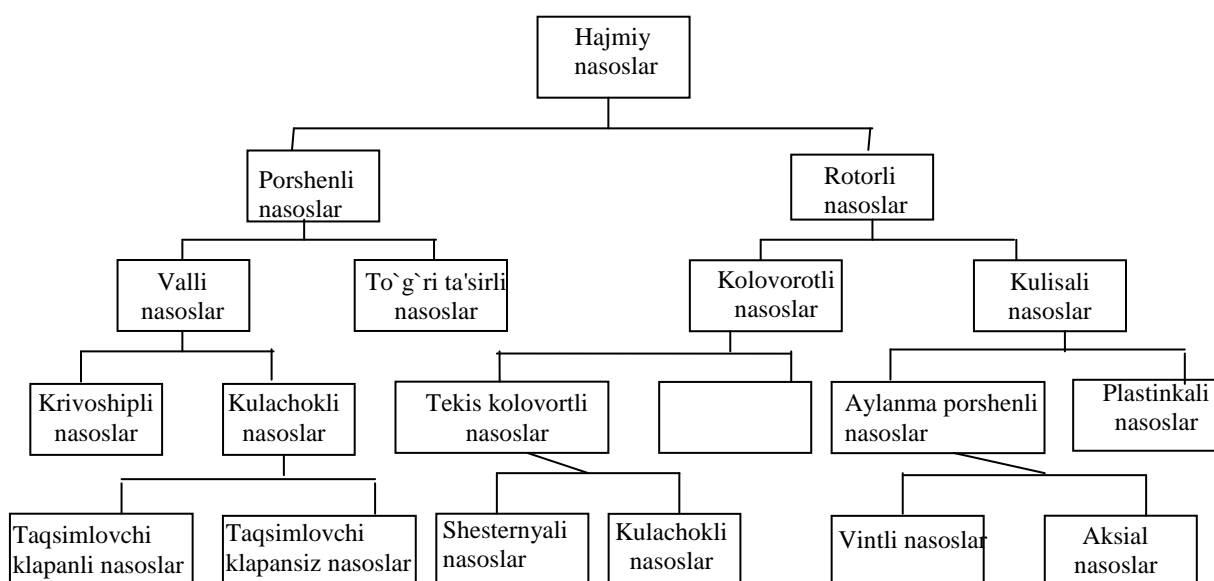 Hajmiy
nasoslar
Porshenli
nasoslar
Rotorli
nasoslar
Valli
nasoslar
To`g`ri ta'sirli
nasoslar
Kolovorotli
nasoslar
Kulisali
nasoslar
Krivoshipli
nasoslar
Kulachokli
nasoslar
Tekis kolovortli
nasoslar
Aylanma porshenli
nasoslar
Plastinkali
nasoslar
Taqsimlovchi
klapanli nasoslar
Taqsimlovchi
klapansiz nasoslar
Shesternyali
nasoslar
Kulachokli
nasoslar
Vintli nasoslar
Aksial
nasoslar